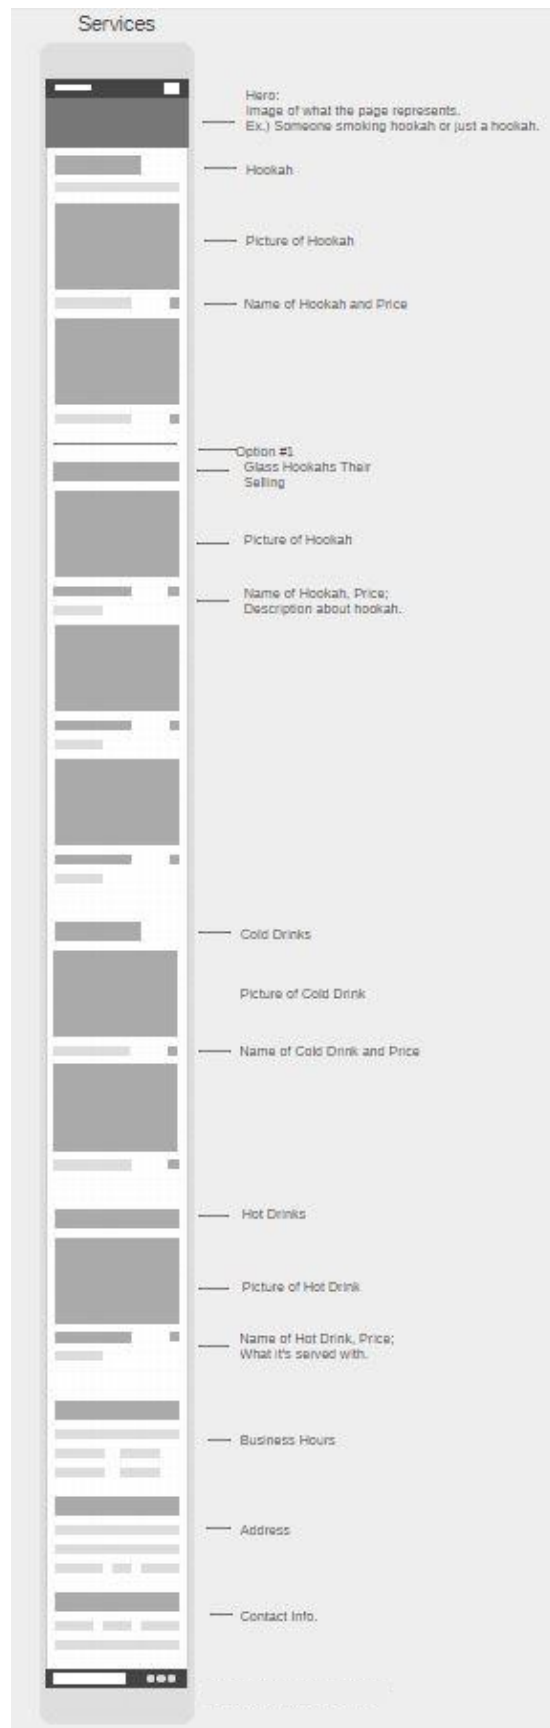 Services
Hero:
Image of what the page represents.
Ex.) Someone smoking hookah or just a hookah.
Hookah
Picture of Hookah
Name of Hookah and Price
Option #1
Glass Hookahs Their
Selling
Picture of Hookah
Name of Hookah, Price;
Description about hookah.
Cold Drinks
Picture of Cold Drink
Name of Cold Drink and Price
Hot Drinks
Picture of Hot Drink
Name of Hot Drink, Price;
What it's served with.
Business Hours
Address
Contact Info.